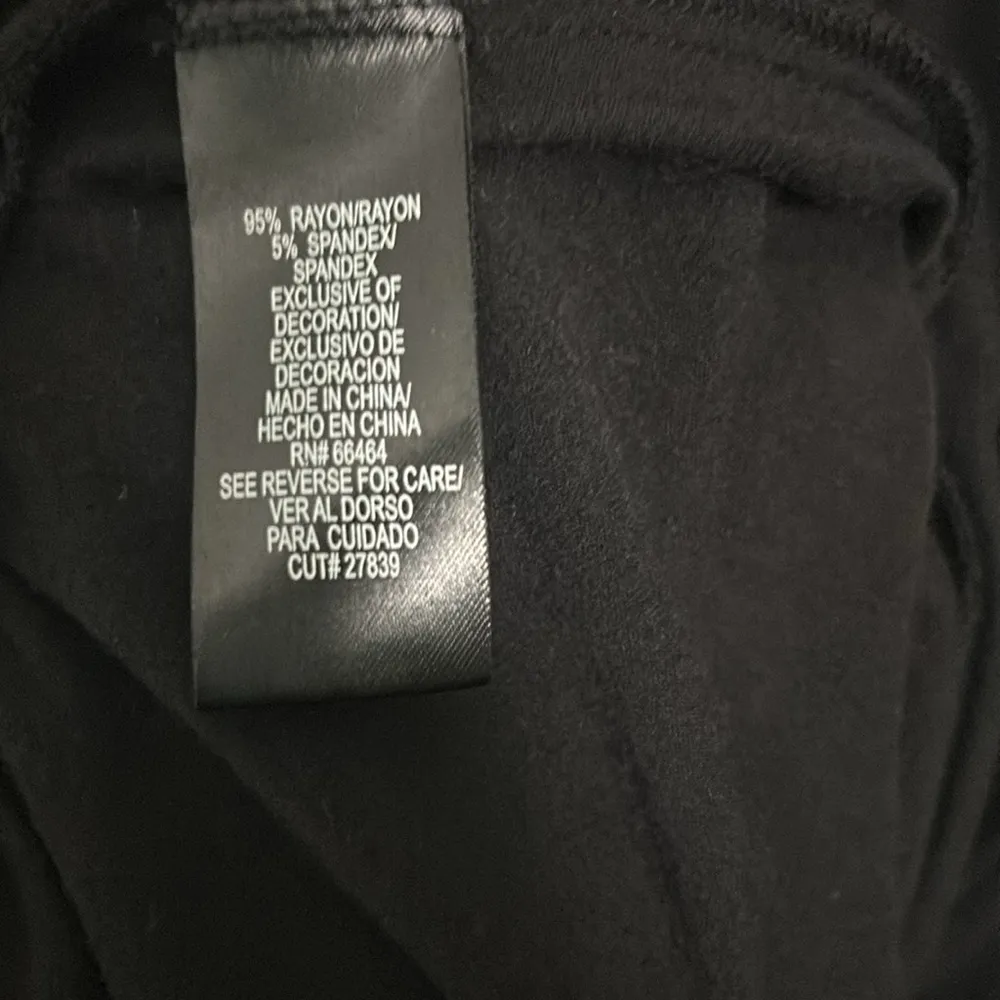 95% RAYON/RAYON
5% SPANDEX/
SPANDEX
EXCLUSIVE OF
DECORATION/
EXCLUSIVO DE
DECORACION
MADE IN CHINA/
HECHO EN CHINA
RN# 66464
SEE REVERSE FOR CARE/
VER AL DORSO
PARA CUIDADO
CUT# 27839